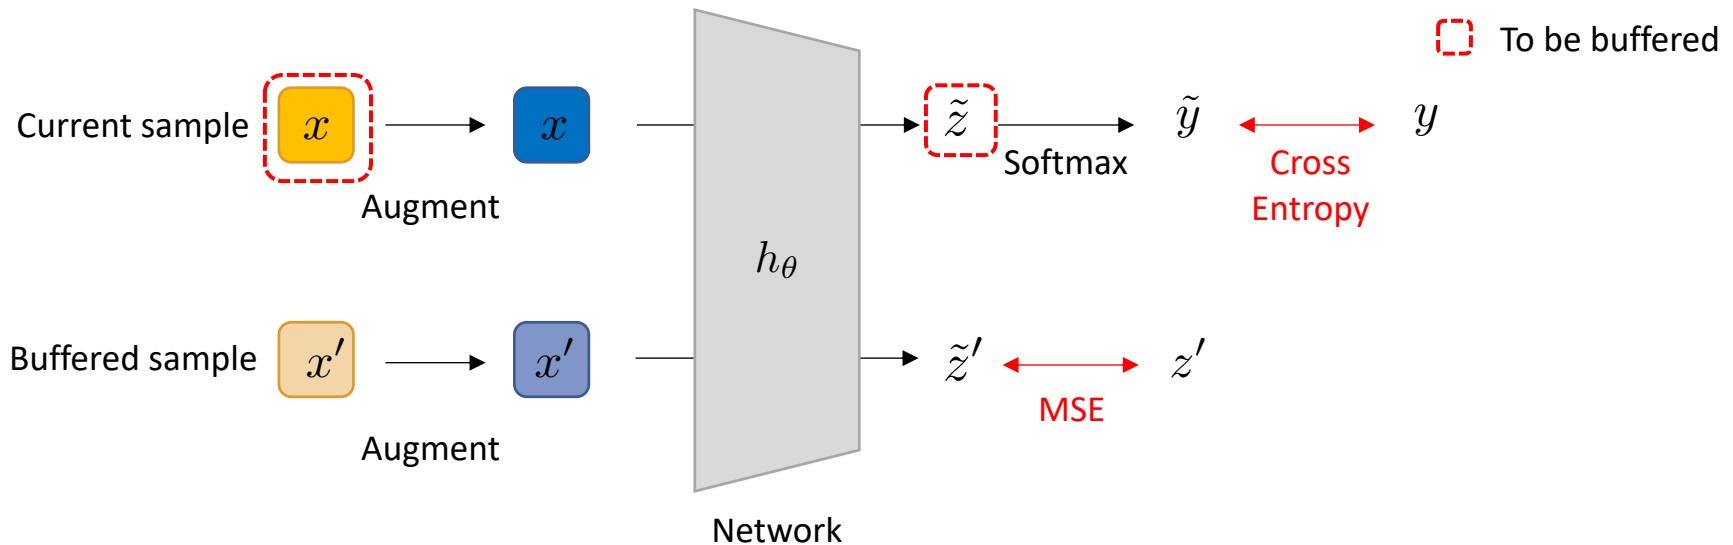 To be buffered
Current sample x x z̃ ỹ y
Augment Softmax Cross
Entropy
h_θ
Buffered sample x′ x′ z̃′ z′
Augment MSE
Network